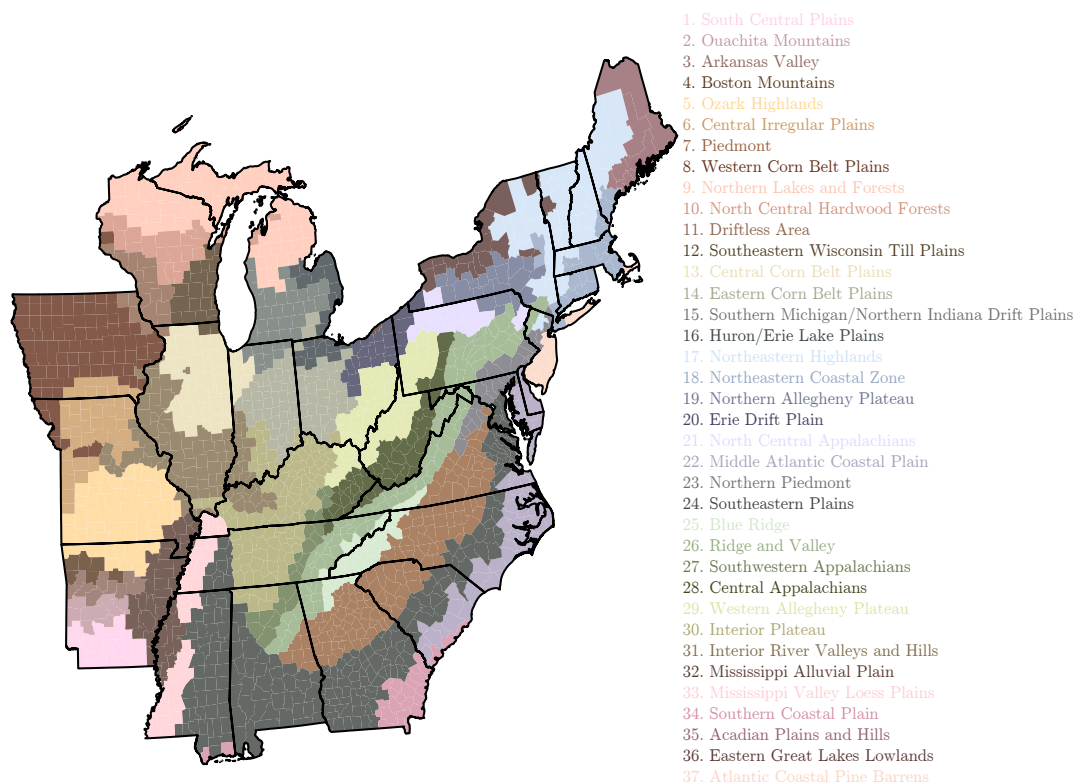 1. South Central Plains
2. Ouachita Mountains
3. Arkansas Valley
4. Boston Mountains
5. Ozark Highlands
6. Central Irregular Plains
7. Piedmont
8. Western Corn Belt Plains
9. Northern Lakes and Forests
10. North Central Hardwood Forests
11. Driftless Area
12. Southeastern Wisconsin Till Plains
13. Central Corn Belt Plains
14. Eastern Corn Belt Plains
15. Southern Michigan/Northern Indiana Drift Plains
16. Huron/Erie Lake Plains
17. Northeastern Highlands
18. Northeastern Coastal Zone
19. Northern Allegheny Plateau
20. Erie Drift Plain
21. North Central Appalachians
22. Middle Atlantic Coastal Plain
23. Northern Piedmont
24. Southeastern Plains
25. Blue Ridge
26. Ridge and Valley
27. Southwestern Appalachians
28. Central Appalachians
29. Western Allegheny Plateau
30. Interior Plateau
31. Interior River Valleys and Hills
32. Mississippi Alluvial Plain
33. Mississippi Valley Loess Plains
34. Southern Coastal Plain
35. Acadian Plains and Hills
36. Eastern Great Lakes Lowlands
37. Atlantic Coastal Pine Barrens